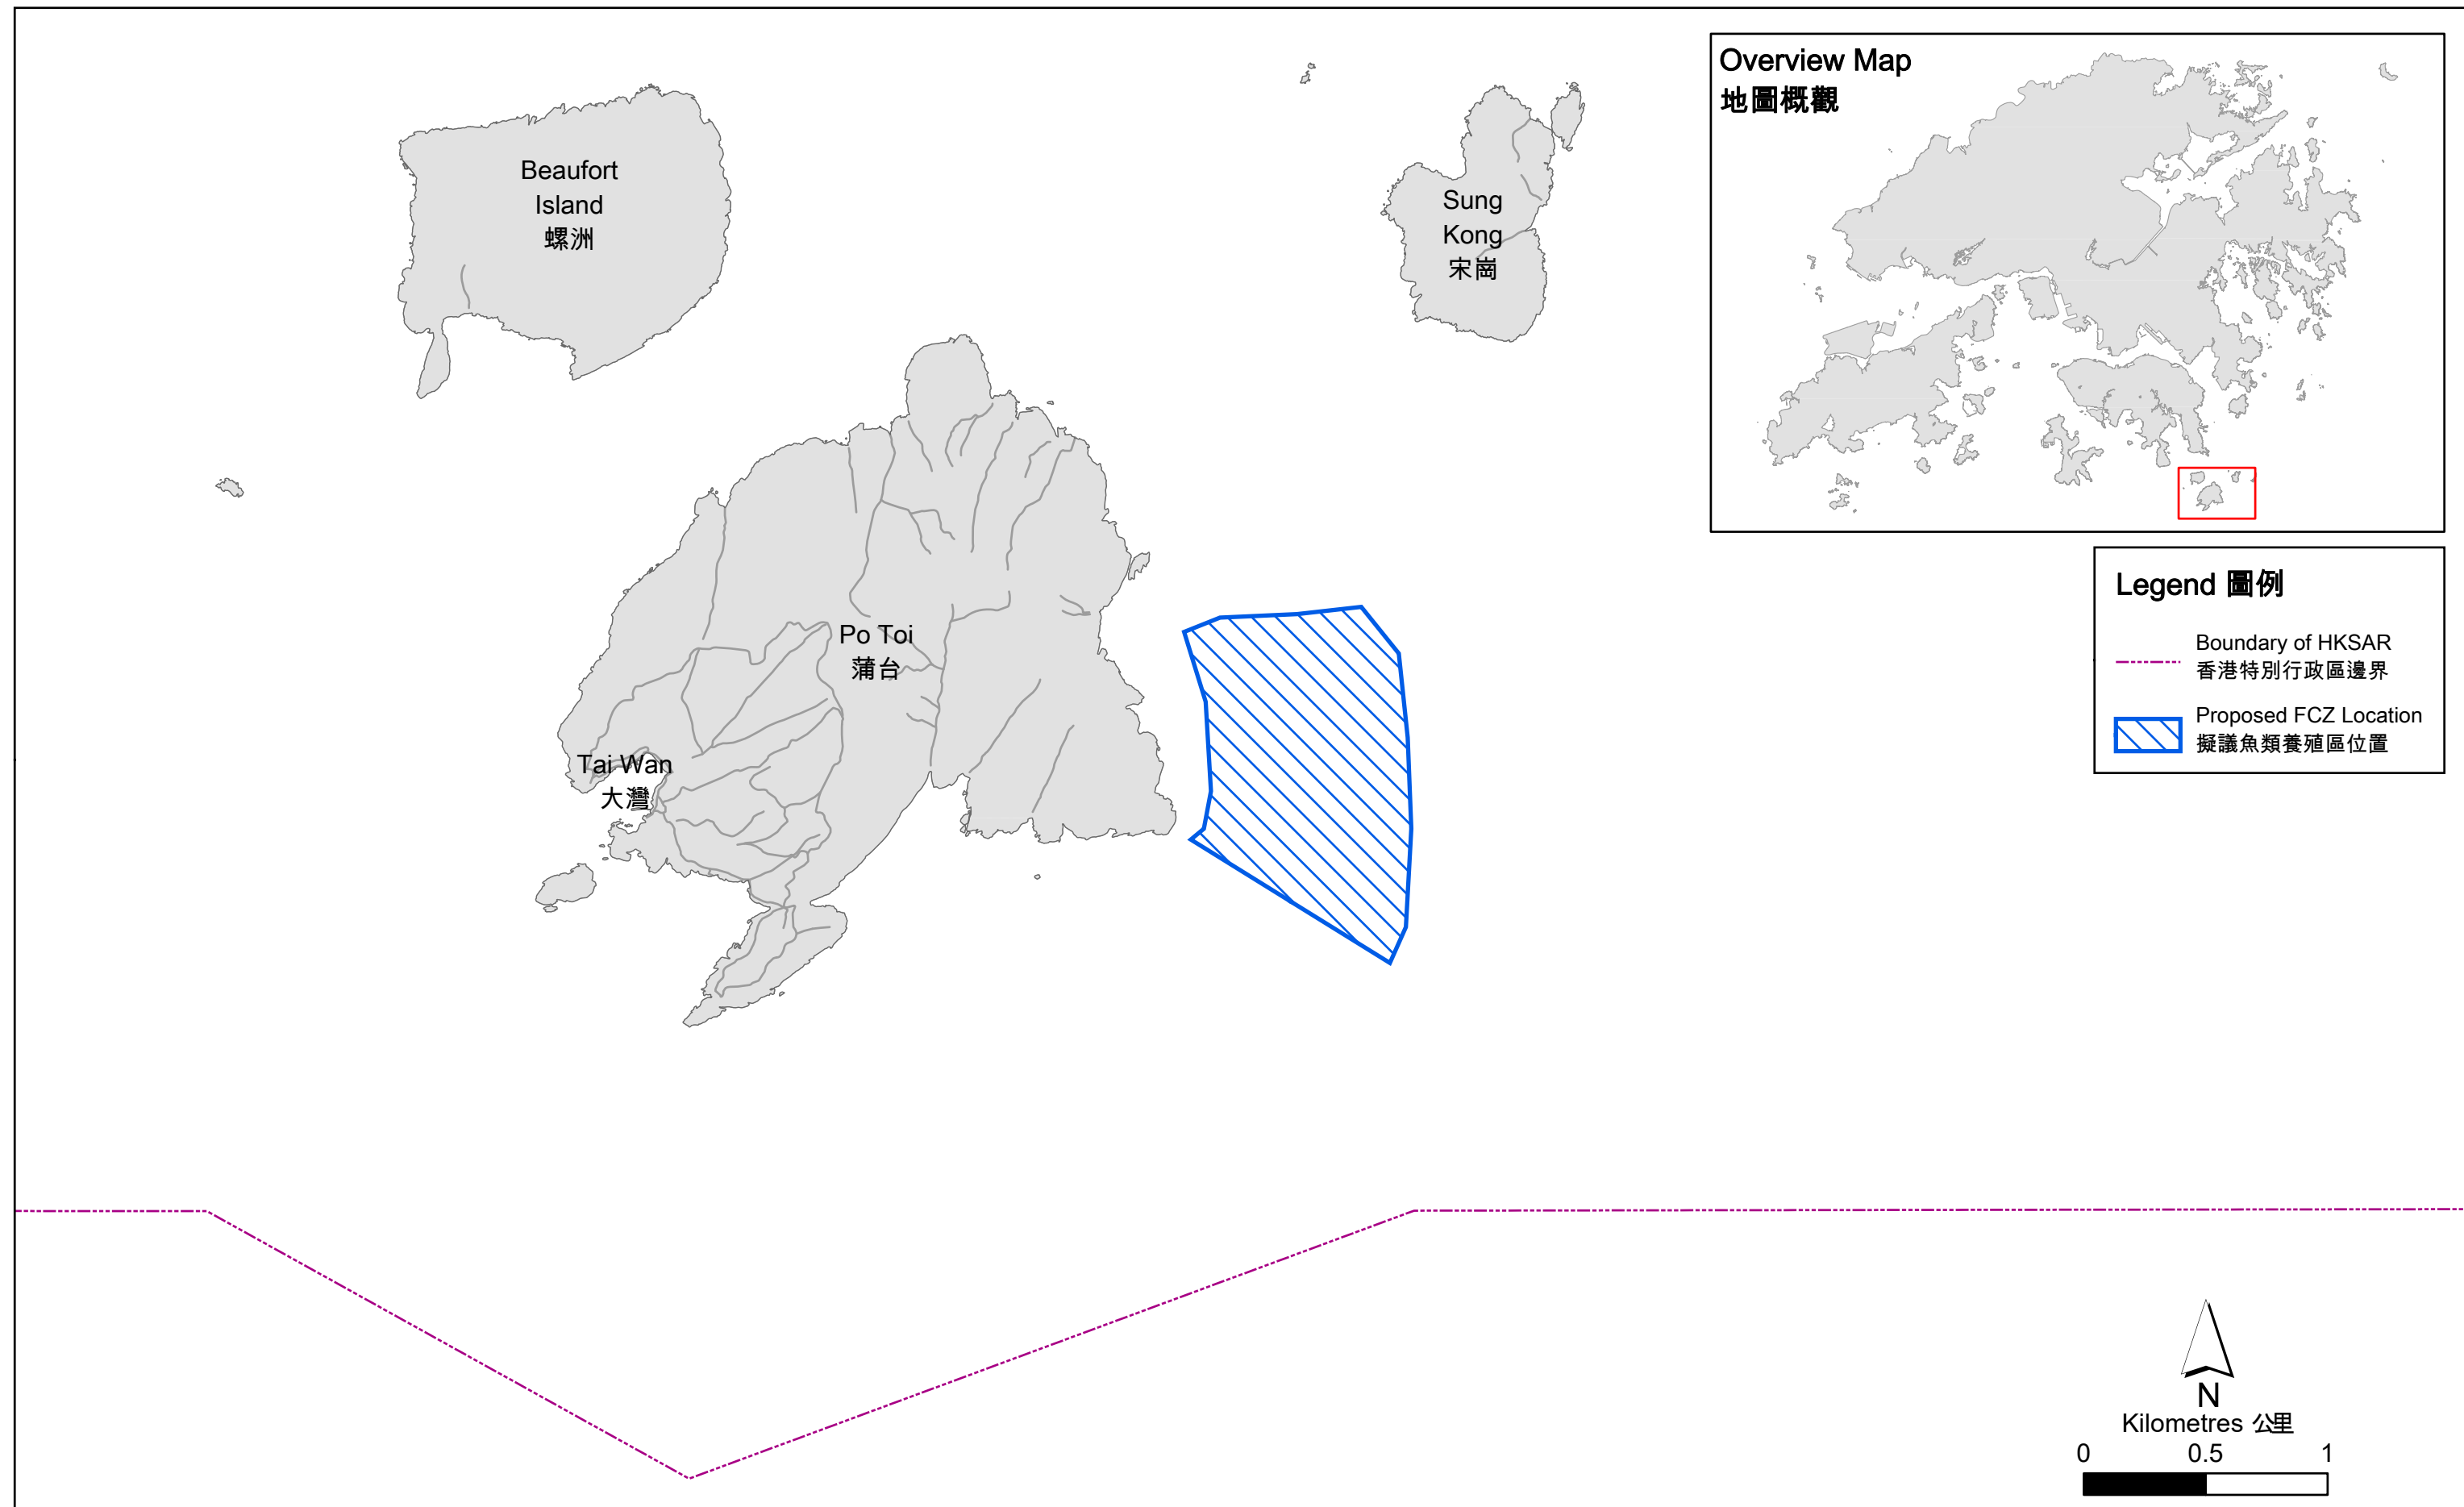 Overview Map
地圖概觀
Beaufort
Island
螺洲
Sung
Kong
宋崗
Legend 圖例
Boundary of HKSAR
香港特別行政區邊界
Proposed FCZ Location
擬議魚類養殖區位置
Po Toi
蒲台
Tai Wan
大灣
N
Kilometres 公里
0 0.5 1